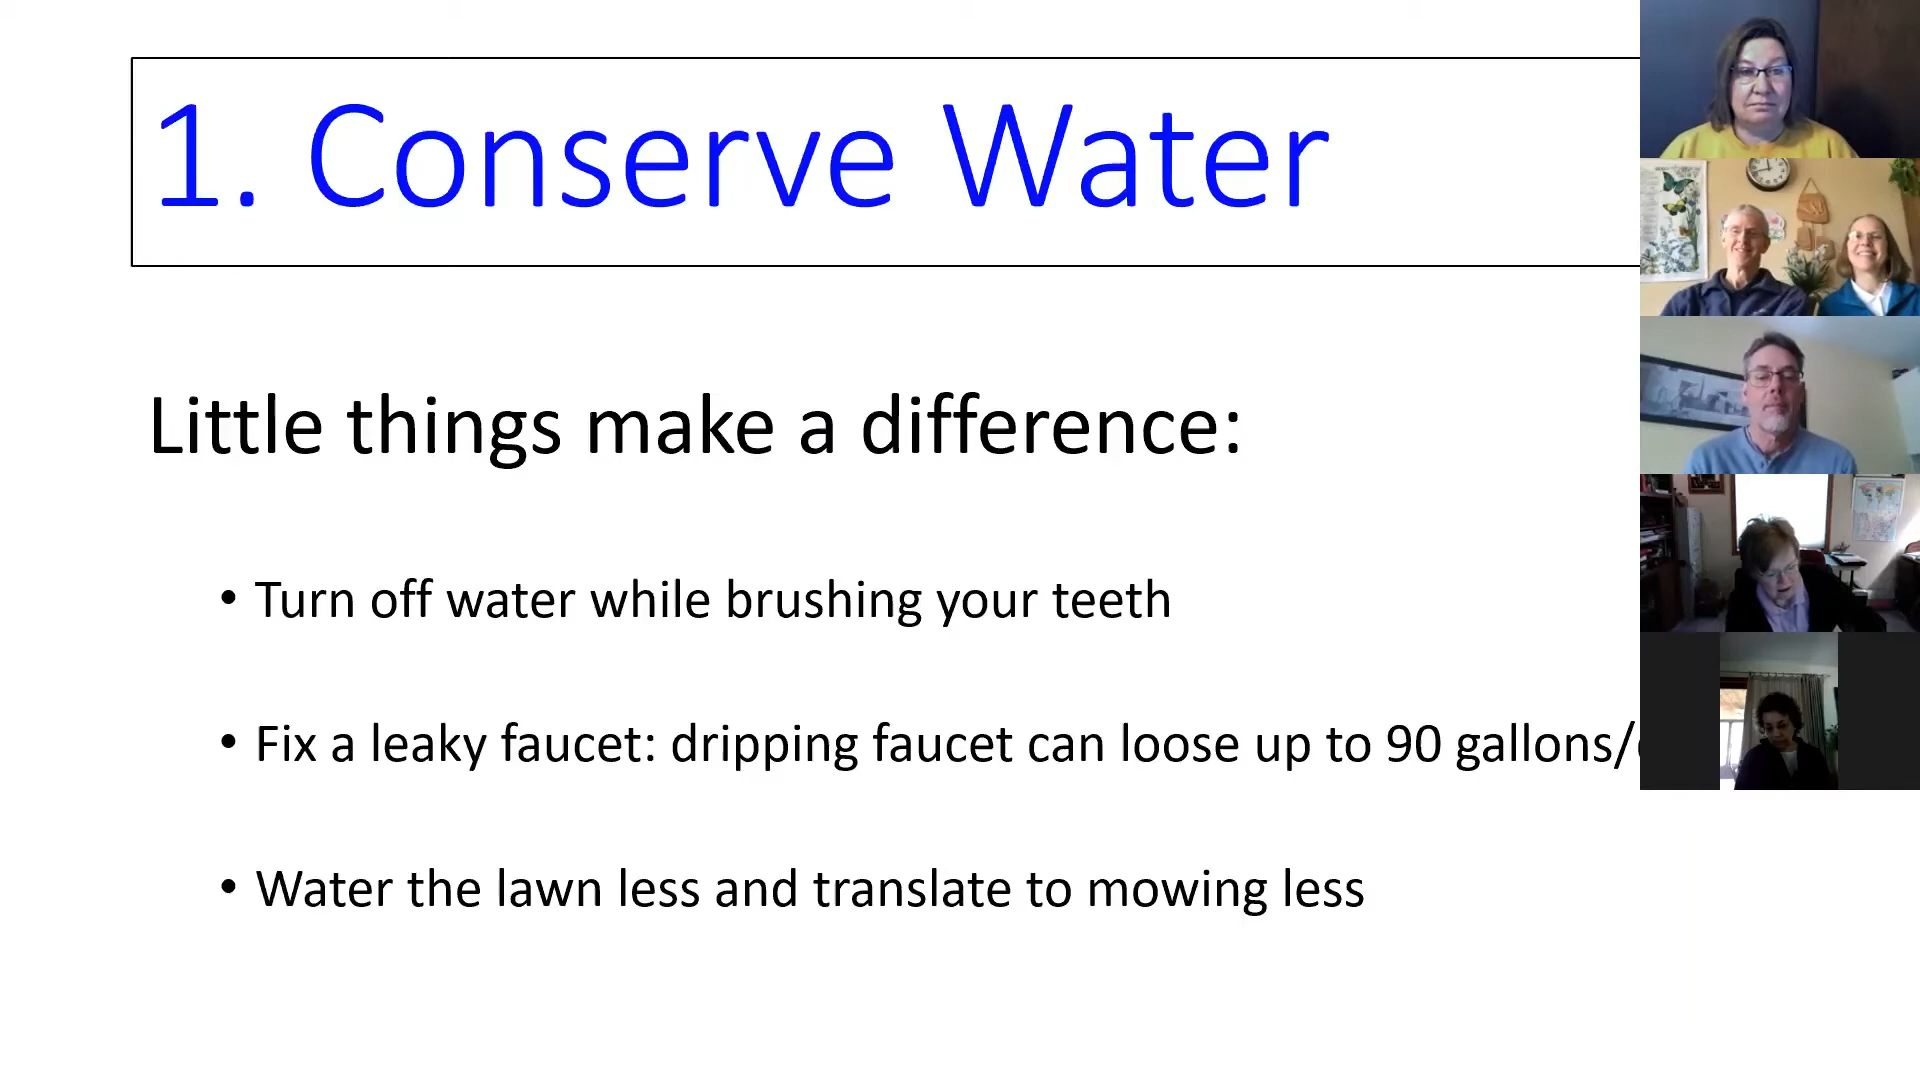 1. Conserve Water
Little things make a difference:
• Turn off water while brushing your teeth
• Fix a leaky faucet: dripping faucet can loose up to 90 gallons/
• Water the lawn less and translate to mowing less